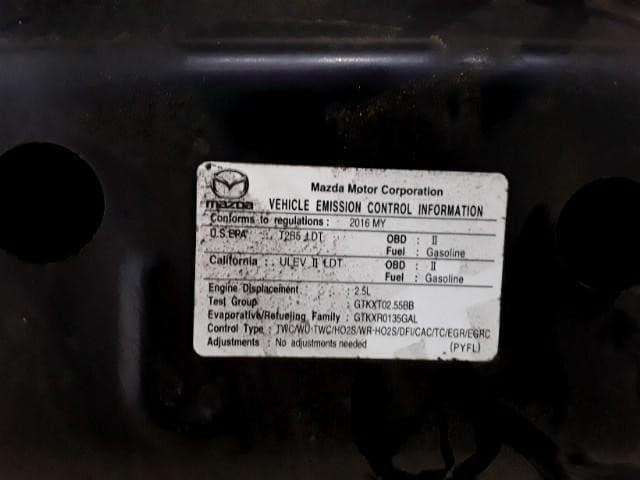 Mazda Motor Corporation
mazda VEHICLE EMISSION CONTROL INFORMATION
Conforms to regulations : 2016 MY
U.S.EPA : T2B5 LDT OBD : II
Fuel : Gasoline
California : ULEV II LDT OBD : II
Fuel : Gasoline
Engine Displacement : 2.5L
Test Group : GTKXT02.55BB
Evaporative/Refueling Family : GTKXR0135GAL
Control Type : TWC/WU-TWC/HO2S/WR-HO2S/DFI/CAC/TC/EGR/EGRC
Adjustments : No adjustments needed (PYFL)